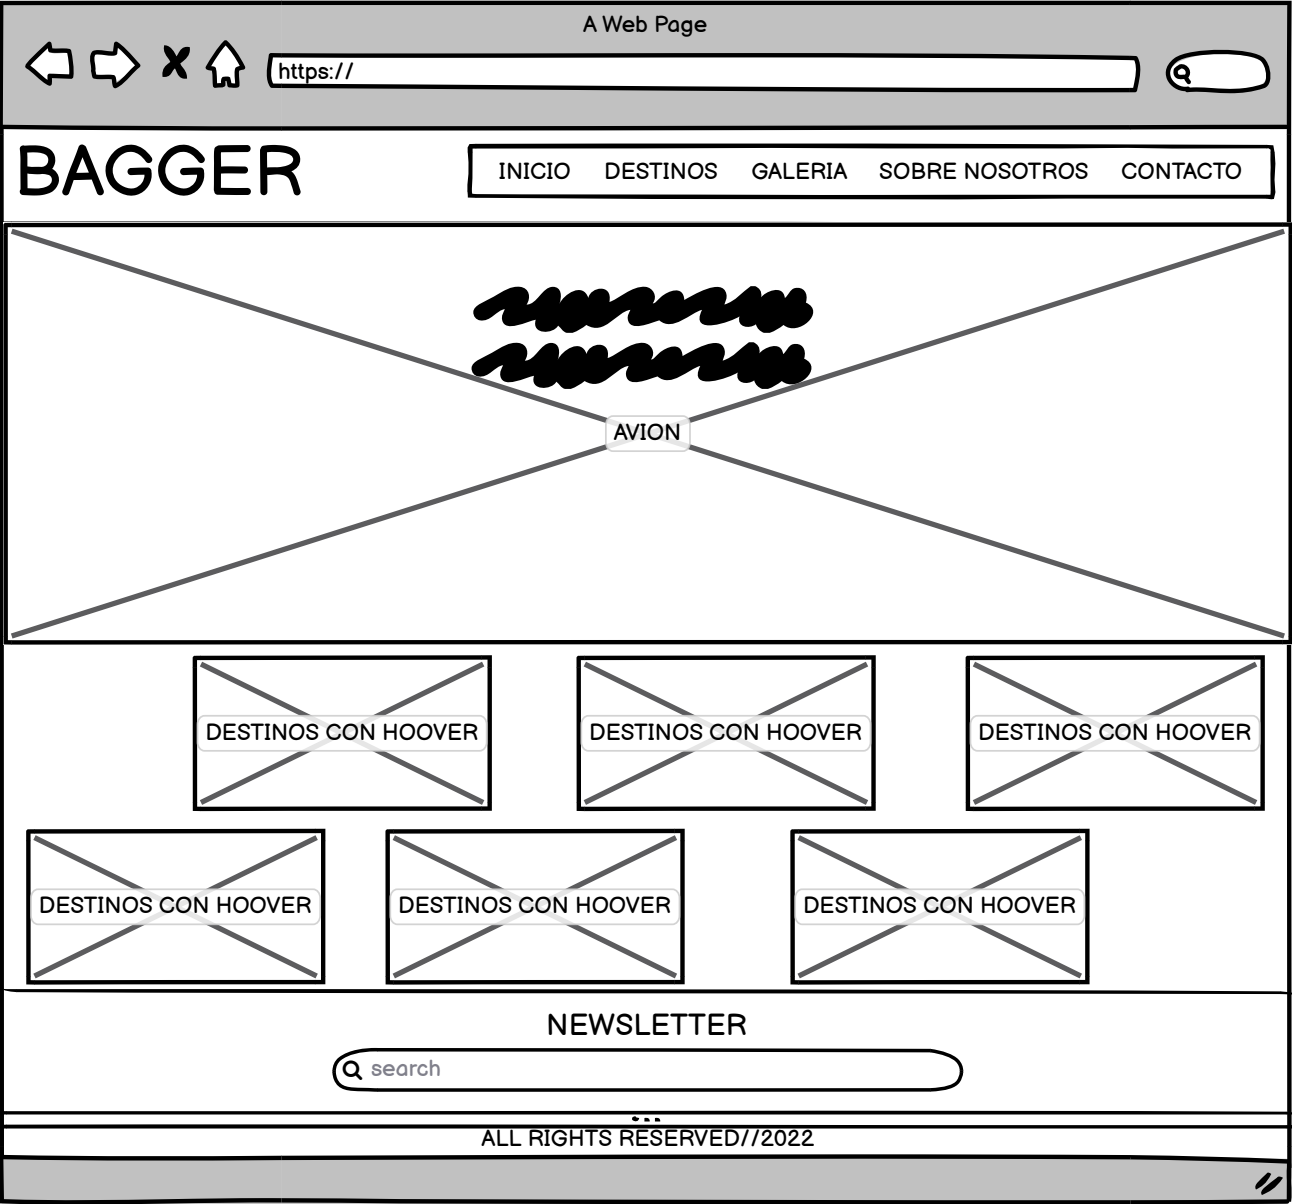 A Web Page
https://
BAGGER
INICIO DESTINOS GALERIA SOBRE NOSOTROS CONTACTO
AVION
DESTINOS CON HOOVER DESTINOS CON HOOVER DESTINOS CON HOOVER
DESTINOS CON HOOVER DESTINOS CON HOOVER DESTINOS CON HOOVER
NEWSLETTER
search
ALL RIGHTS RESERVED//2022